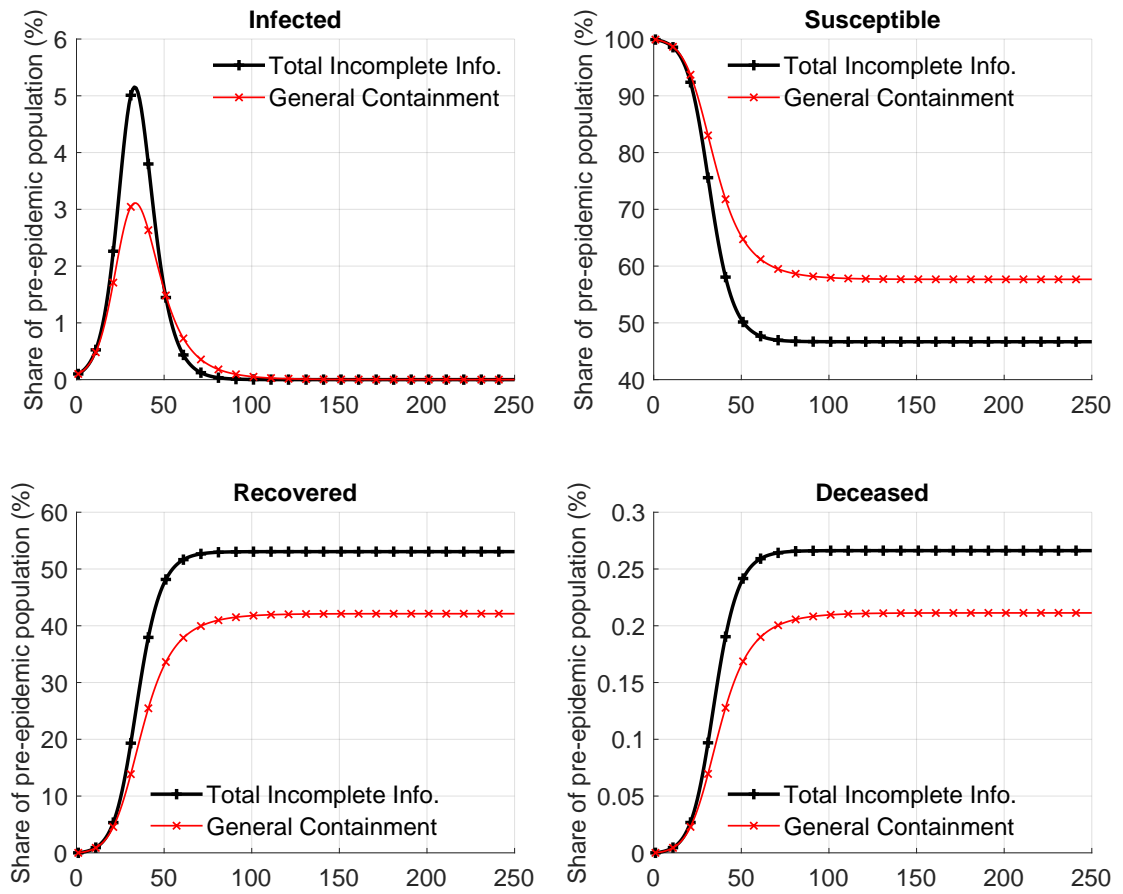 Infected
Share of pre-epidemic population (%)
6
5
4
3
2
1
0
Total Incomplete Info.
General Containment
0 50 100 150 200 250
Susceptible
Share of pre-epidemic population (%)
100
90
80
70
60
50
40
Total Incomplete Info.
General Containment
0 50 100 150 200 250
Recovered
Share of pre-epidemic population (%)
60
50
40
30
20
10
0
Total Incomplete Info.
General Containment
0 50 100 150 200 250
Deceased
Share of pre-epidemic population (%)
0.3
0.25
0.2
0.15
0.1
0.05
0
Total Incomplete Info.
General Containment
0 50 100 150 200 250